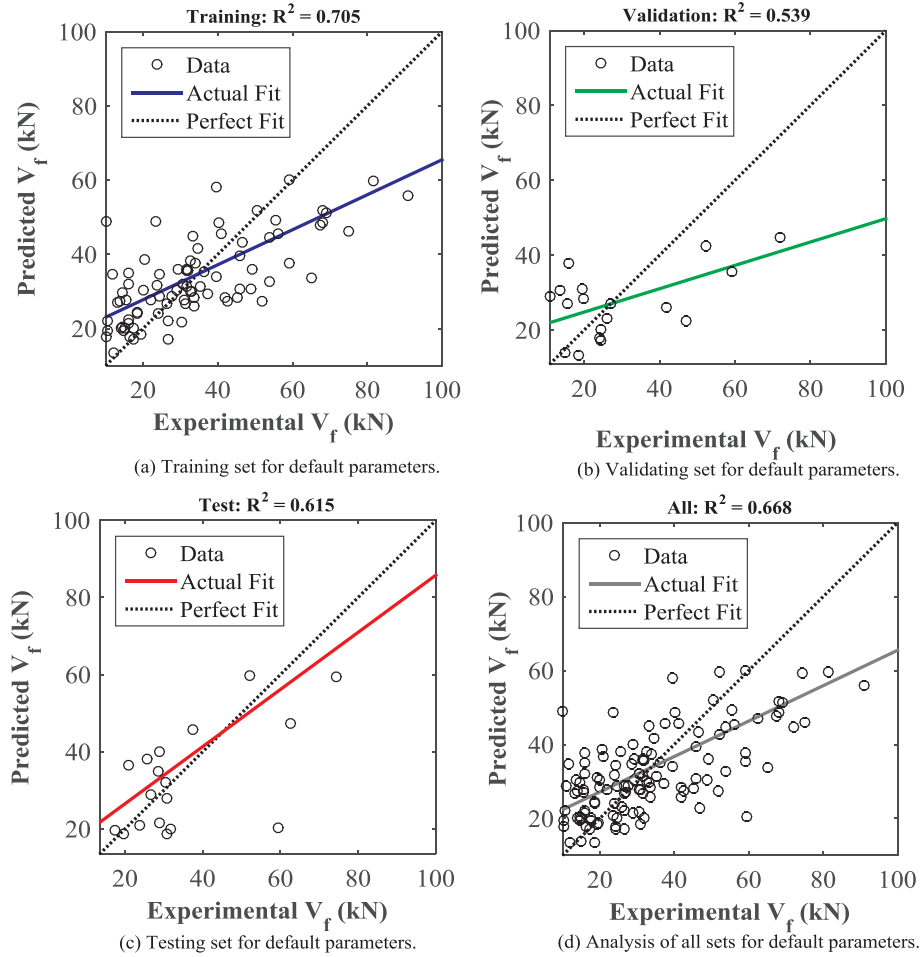 Training: R² = 0.705
100
80
60
40
20
Predicted V_f (kN)
Data
Actual Fit
Perfect Fit
20 40 60 80 100
Experimental V_f (kN)
(a) Training set for default parameters.
Validation: R² = 0.539
100
80
60
40
20
Predicted V_f (kN)
Data
Actual Fit
Perfect Fit
20 40 60 80 100
Experimental V_f (kN)
(b) Validating set for default parameters.
Test: R² = 0.615
100
80
60
40
20
Predicted V_f (kN)
Data
Actual Fit
Perfect Fit
20 40 60 80 100
Experimental V_f (kN)
(c) Testing set for default parameters.
All: R² = 0.668
100
80
60
40
20
Predicted V_f (kN)
Data
Actual Fit
Perfect Fit
20 40 60 80 100
Experimental V_f (kN)
(d) Analysis of all sets for default parameters.